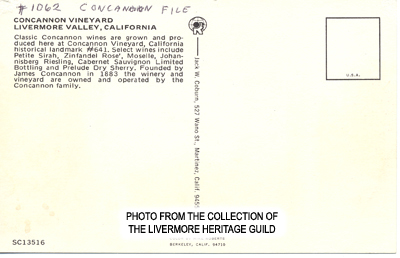 #1062 CONCANNON FILE
CONCANNON VINEYARD
LIVERMORE VALLEY, CALIFORNIA
Classic Concannon wines are grown and pro-
duced here at Concannon Vineyard, California
historical landmark #641. Select wines include
Petite Sirah, Zinfandel Rose', Moselle, Johan-
nisberg Riesling, Cabernet Sauvignon Limited
Bottling and Prelude Dry Sherry. Founded by
James Concannon in 1883 the winery and
vineyard are owned and operated by the
Concannon family.
Jack W. Coburn, 527 Wano St., Martinez, Calif.
U.S.A.
PHOTO FROM THE COLLECTION OF
THE LIVERMORE HERITAGE GUILD
SC13516
BERKELEY, CALIF. 94710